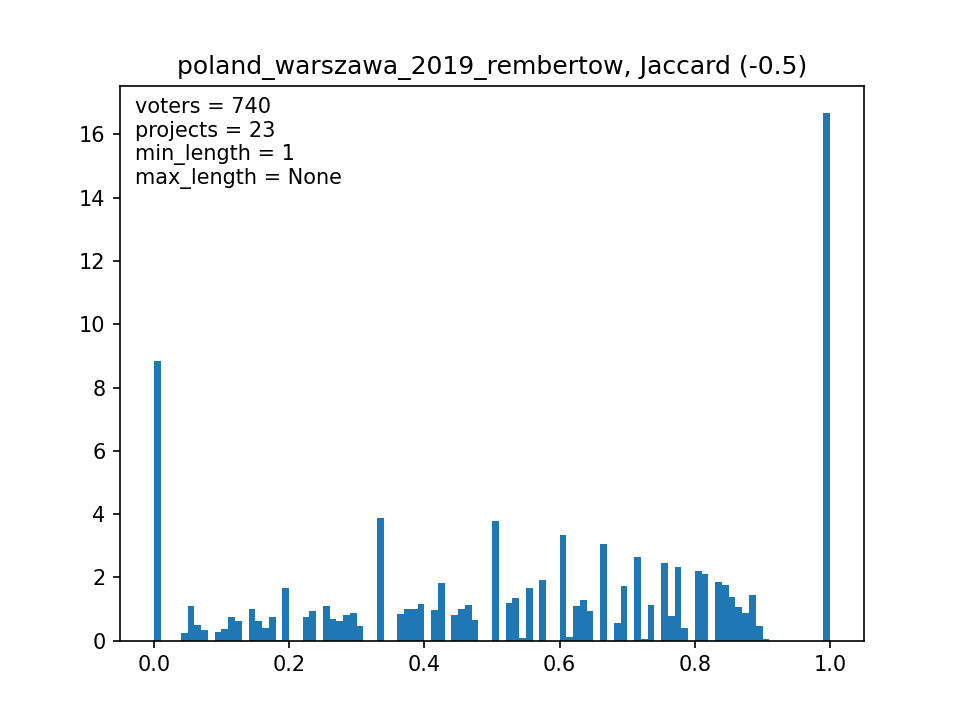 poland_warszawa_2019_rembertow, Jaccard (-0.5)
voters = 740
projects = 23
min_length = 1
max_length = None
16
14
12
10
8
6
4
2
0
0.0 0.2 0.4 0.6 0.8 1.0